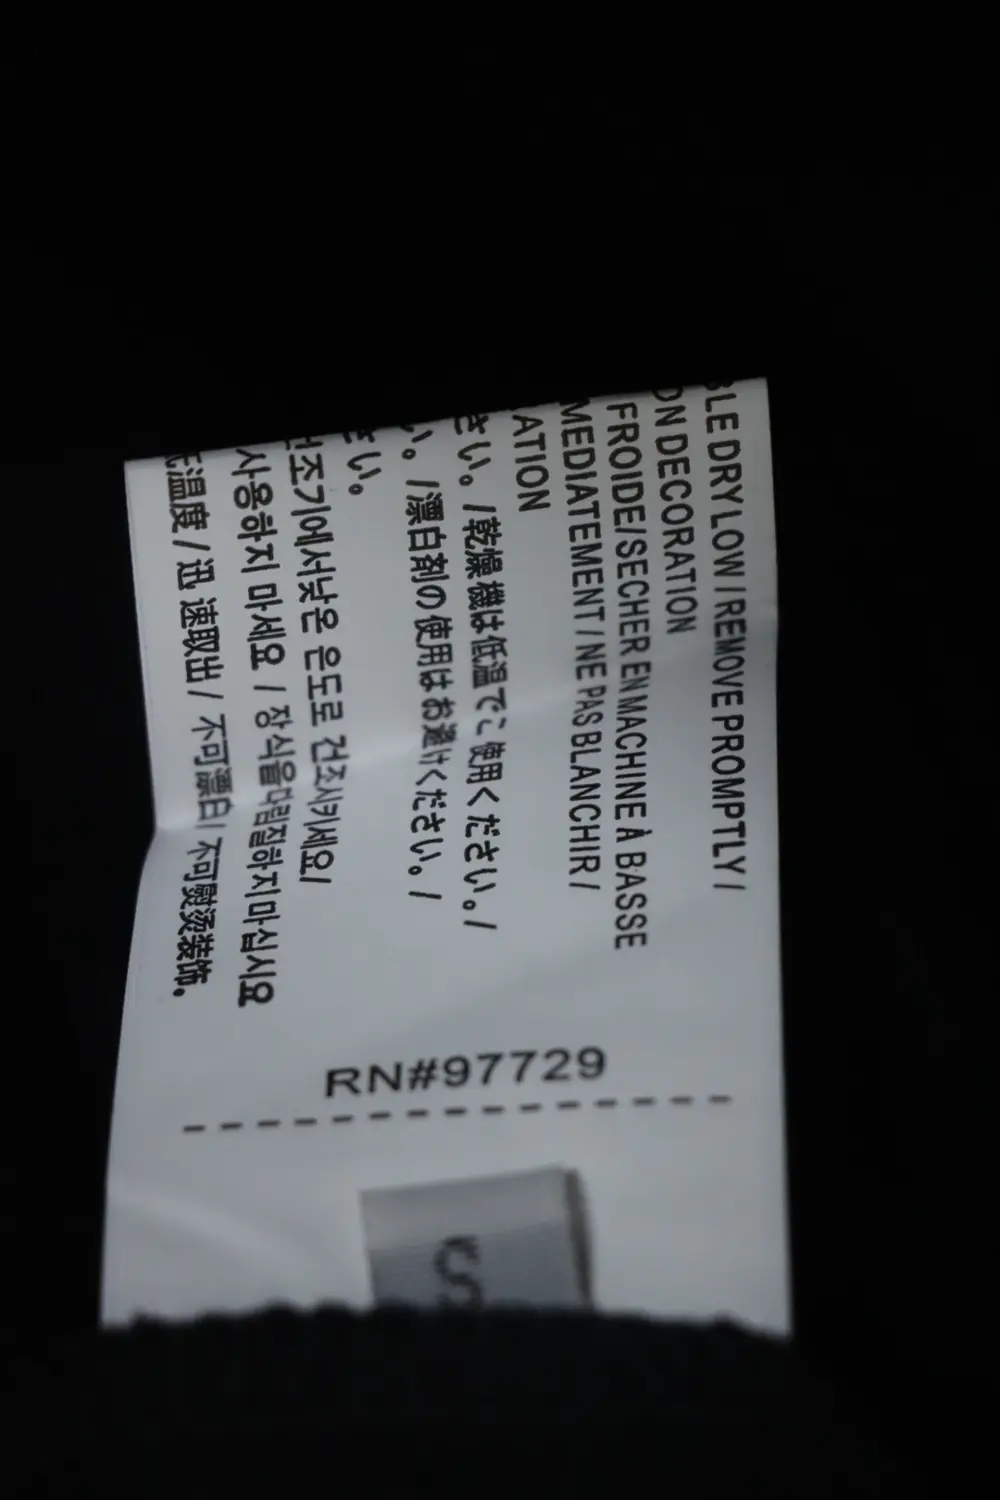 DRY LOW / REMOVE PROMPTLY /
DECORATION
FROIDE/SECHER EN MACHINE À BASSE
MEDIATEMENT / NE PAS BLANCHIR /
ATION
さい。/乾燥機は低温でご使用ください。/
い。/漂白剤の使用はお避けください。/
さい。
건조기에서낮은 온도로 건조시키세요/
사용하지 마세요 / 장식을다림질하지마십시요
低温度 / 迅 速取出 / 不可漂白/ 不可熨烫装饰。
RN#97729
S